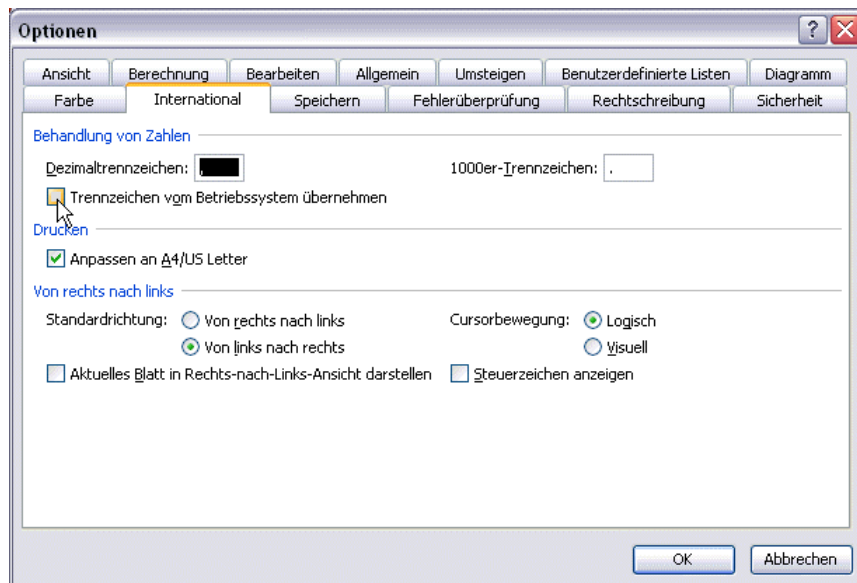 Optionen
Ansicht Berechnung Bearbeiten Allgemein Umsteigen Benutzerdefinierte Listen Diagramm
Farbe International Speichern Fehlerüberprüfung Rechtschreibung Sicherheit
Behandlung von Zahlen
Dezimaltrennzeichen: , 1000er-Trennzeichen: .
Trennzeichen vom Betriebssystem übernehmen
Drucken
Anpassen an A4/US Letter
Von rechts nach links
Standardrichtung: Von rechts nach links Cursorbewegung: Logisch
Von links nach rechts Visuell
Aktuelles Blatt in Rechts-nach-Links-Ansicht darstellen Steuerzeichen anzeigen
OK Abbrechen